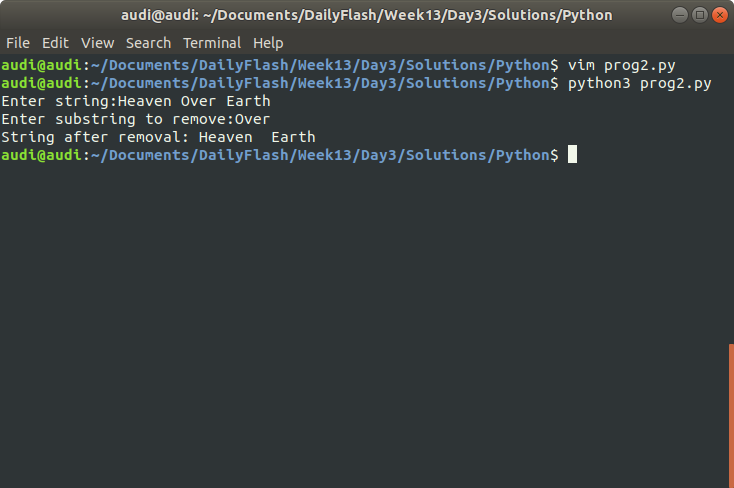 audi@audi: ~/Documents/DailyFlash/Week13/Day3/Solutions/Python
File Edit View Search Terminal Help
audi@audi:~/Documents/DailyFlash/Week13/Day3/Solutions/Python$ vim prog2.py
audi@audi:~/Documents/DailyFlash/Week13/Day3/Solutions/Python$ python3 prog2.py
Enter string:Heaven Over Earth
Enter substring to remove:Over
String after removal: Heaven  Earth
audi@audi:~/Documents/DailyFlash/Week13/Day3/Solutions/Python$